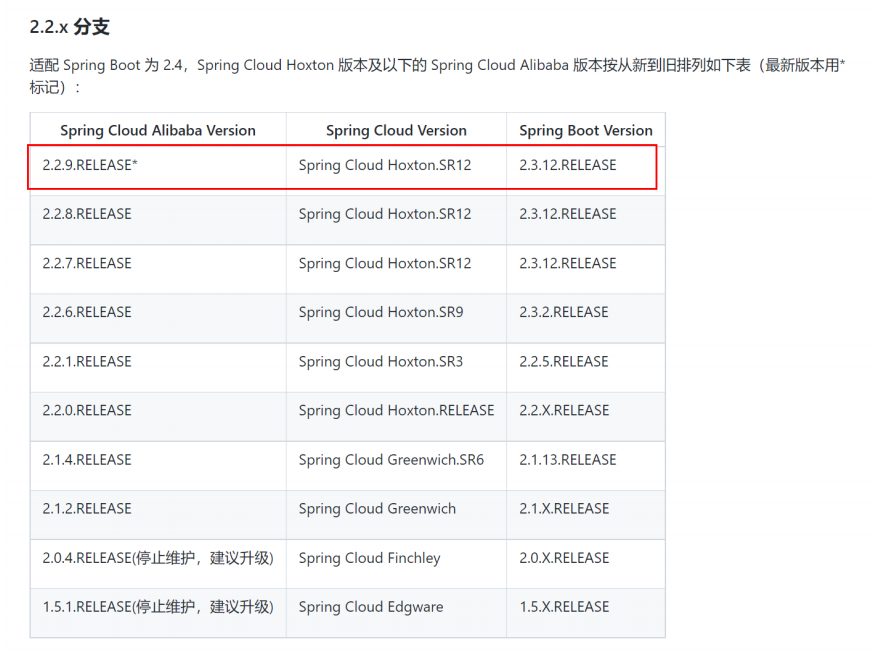 2.2.x 分支
适配 Spring Boot 为 2.4，Spring Cloud Hoxton 版本及以下的 Spring Cloud Alibaba 版本按从新到旧排列如下表（最新版本用*
标记）：
Spring Cloud Alibaba Version Spring Cloud Version Spring Boot Version
2.2.9.RELEASE* Spring Cloud Hoxton.SR12 2.3.12.RELEASE
2.2.8.RELEASE Spring Cloud Hoxton.SR12 2.3.12.RELEASE
2.2.7.RELEASE Spring Cloud Hoxton.SR12 2.3.12.RELEASE
2.2.6.RELEASE Spring Cloud Hoxton.SR9 2.3.2.RELEASE
2.2.1.RELEASE Spring Cloud Hoxton.SR3 2.2.5.RELEASE
2.2.0.RELEASE Spring Cloud Hoxton.RELEASE 2.2.X.RELEASE
2.1.4.RELEASE Spring Cloud Greenwich.SR6 2.1.13.RELEASE
2.1.2.RELEASE Spring Cloud Greenwich 2.1.X.RELEASE
2.0.4.RELEASE(停止维护，建议升级) Spring Cloud Finchley 2.0.X.RELEASE
1.5.1.RELEASE(停止维护，建议升级) Spring Cloud Edgware 1.5.X.RELEASE